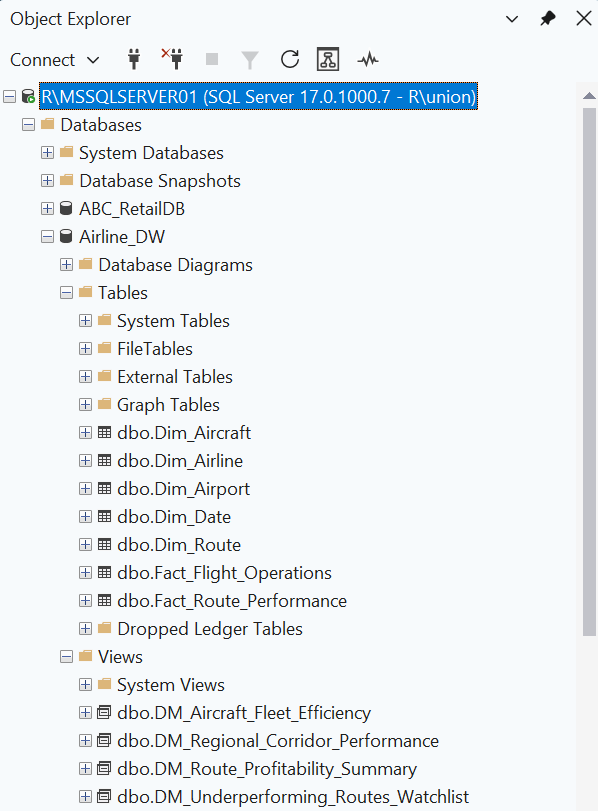 Object Explorer
Connect
R\MSSQLSERVER01 (SQL Server 17.0.1000.7 - R\union)
Databases
System Databases
Database Snapshots
ABC_RetailDB
Airline_DW
Database Diagrams
Tables
System Tables
FileTables
External Tables
Graph Tables
dbo.Dim_Aircraft
dbo.Dim_Airline
dbo.Dim_Airport
dbo.Dim_Date
dbo.Dim_Route
dbo.Fact_Flight_Operations
dbo.Fact_Route_Performance
Dropped Ledger Tables
Views
System Views
dbo.DM_Aircraft_Fleet_Efficiency
dbo.DM_Regional_Corridor_Performance
dbo.DM_Route_Profitability_Summary
dbo.DM_Underperforming_Routes_Watchlist